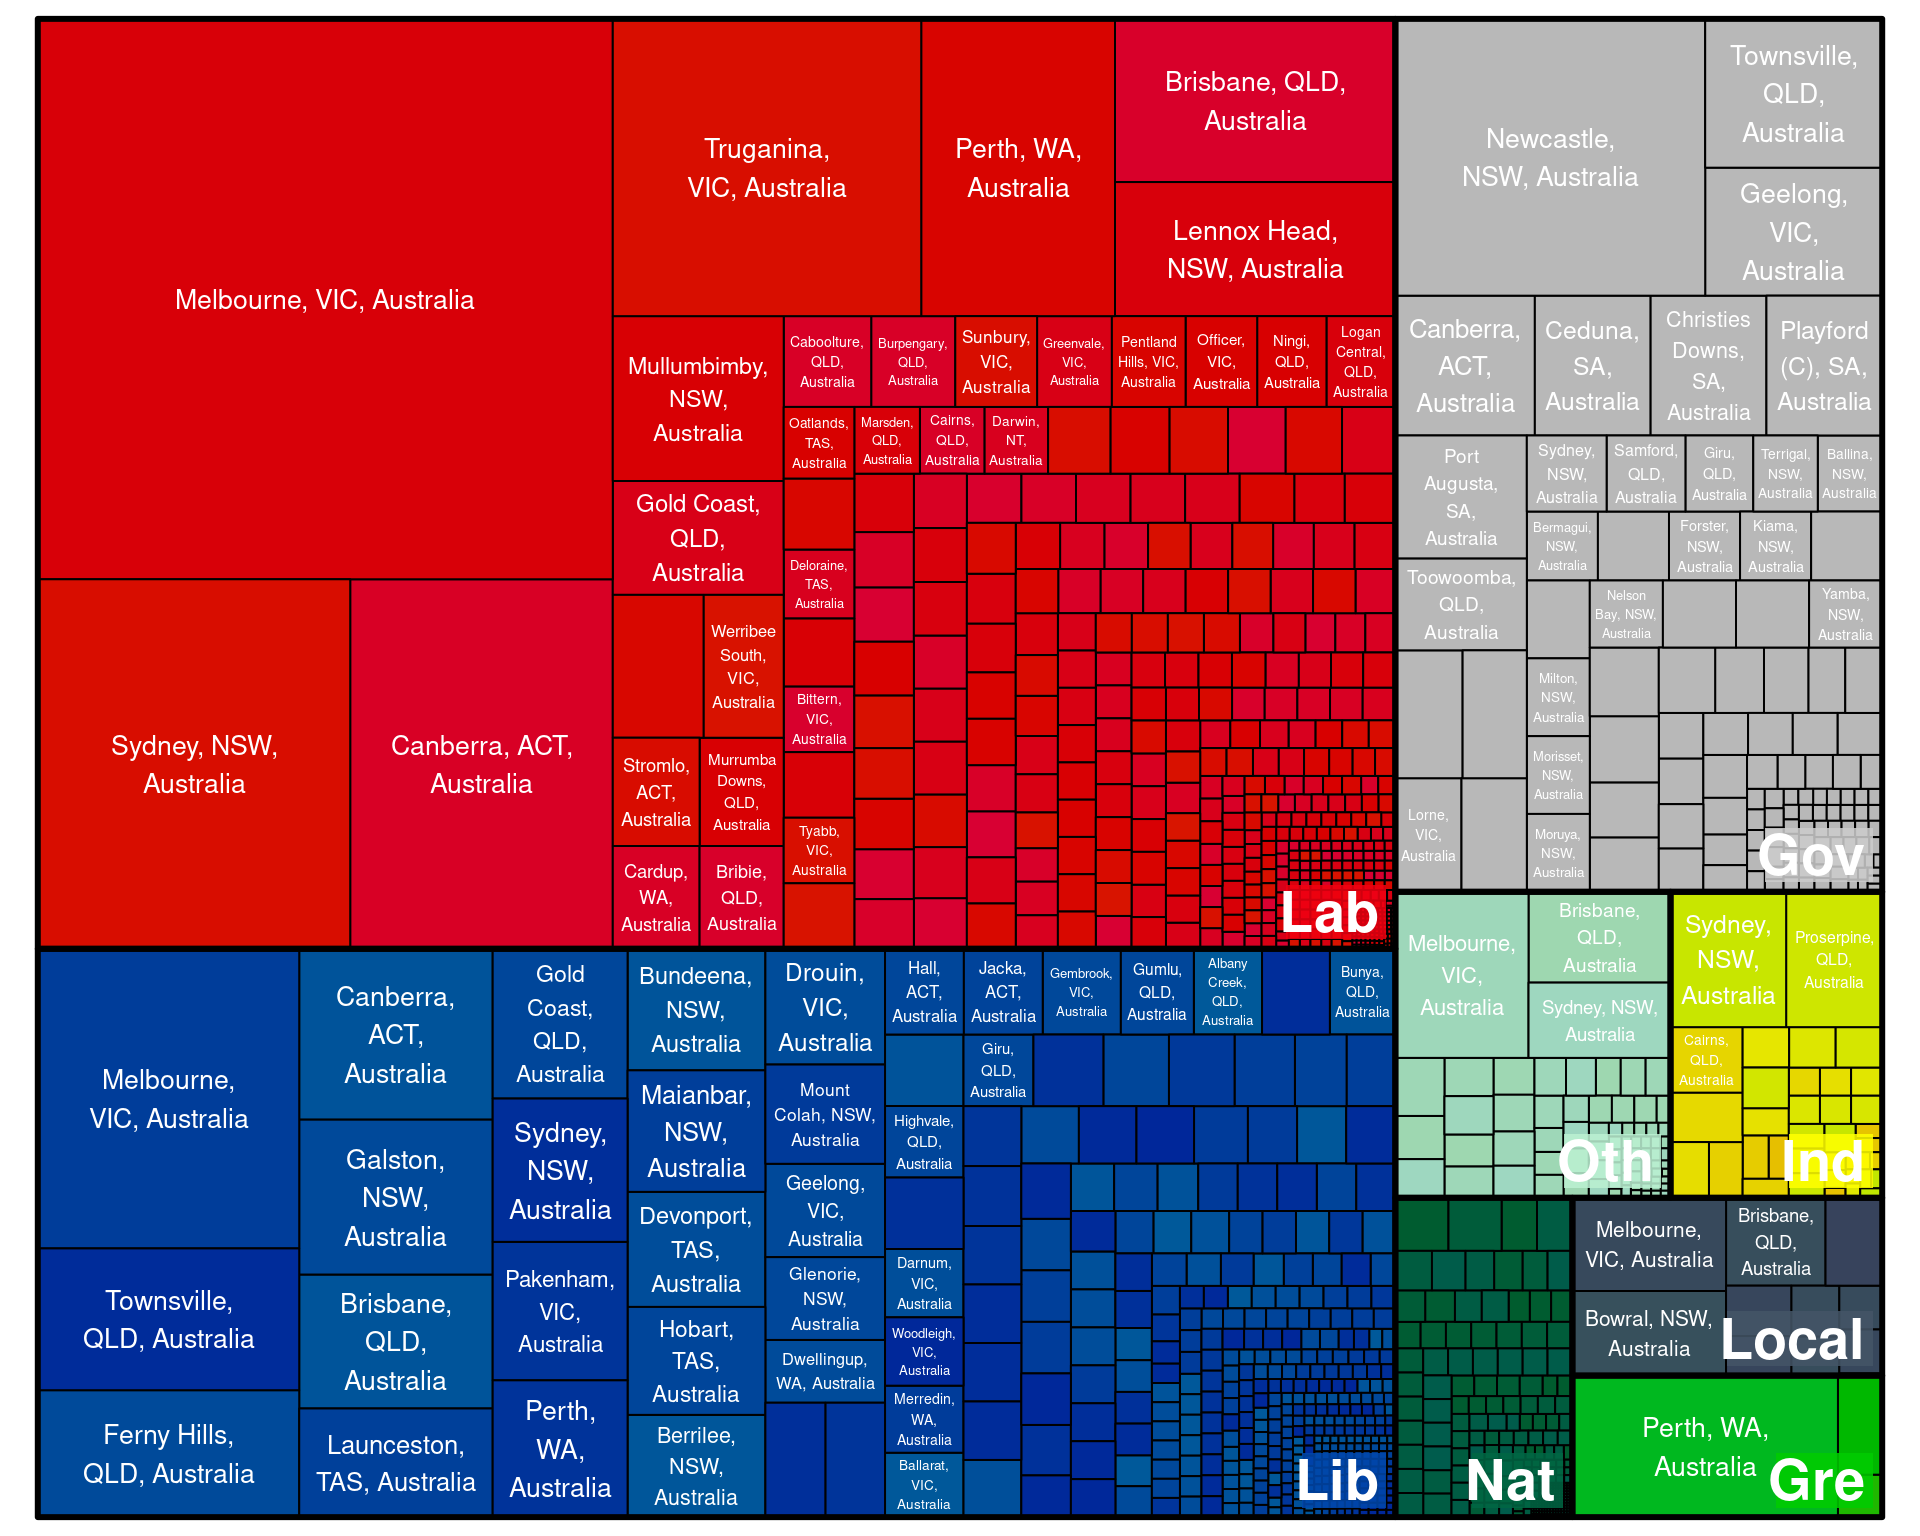 Melbourne, VIC, Australia
Sydney, NSW,
Australia
Canberra, ACT,
Australia
Truganina,
VIC, Australia
Perth, WA,
Australia
Brisbane, QLD,
Australia
Lennox Head,
NSW, Australia
Mullumbimby,
NSW,
Australia
Gold Coast,
QLD,
Australia
Werribee
South,
VIC,
Australia
Stromlo,
ACT,
Australia
Murrumba
Downs,
QLD,
Australia
Cardup,
WA,
Australia
Bribie,
QLD,
Australia
Caboolture,
QLD,
Australia
Burpengary,
QLD,
Australia
Sunbury,
VIC,
Australia
Greenvale,
VIC,
Australia
Pentland
Hills, VIC,
Australia
Officer,
VIC,
Australia
Ningi,
QLD,
Australia
Logan
Central,
QLD,
Australia
Oatlands,
TAS,
Australia
Marsden,
QLD,
Australia
Cairns,
QLD,
Australia
Darwin,
NT,
Australia
Deloraine,
TAS,
Australia
Bittern,
VIC,
Australia
Tyabb,
VIC,
Australia
Lab
Newcastle,
NSW, Australia
Townsville,
QLD,
Australia
Geelong,
VIC,
Australia
Canberra,
ACT,
Australia
Ceduna,
SA,
Australia
Christies
Downs,
SA,
Australia
Playford
(C), SA,
Australia
Port
Augusta,
SA,
Australia
Toowoomba,
QLD,
Australia
Sydney,
NSW,
Australia
Samford,
QLD,
Australia
Giru,
QLD,
Australia
Terrigal,
NSW,
Australia
Ballina,
NSW,
Australia
Bermagui,
NSW,
Australia
Forster,
NSW,
Australia
Kiama,
NSW,
Australia
Nelson
Bay, NSW,
Australia
Yamba,
NSW,
Australia
Milton,
NSW,
Australia
Morisset,
NSW,
Australia
Moruya,
NSW,
Australia
Lorne,
VIC,
Australia
Gov
Melbourne,
VIC, Australia
Townsville,
QLD, Australia
Ferny Hills,
QLD, Australia
Canberra,
ACT,
Australia
Galston,
NSW,
Australia
Brisbane,
QLD,
Australia
Launceston,
TAS, Australia
Gold
Coast,
QLD,
Australia
Sydney,
NSW,
Australia
Pakenham,
VIC,
Australia
Perth,
WA,
Australia
Bundeena,
NSW,
Australia
Maianbar,
NSW,
Australia
Devonport,
TAS,
Australia
Hobart,
TAS,
Australia
Berrilee,
NSW,
Australia
Drouin,
VIC,
Australia
Mount
Colah, NSW,
Australia
Geelong,
VIC,
Australia
Glenorie,
NSW,
Australia
Dwellingup,
WA, Australia
Hall,
ACT,
Australia
Jacka,
ACT,
Australia
Gembrook,
VIC,
Australia
Gumlu,
QLD,
Australia
Albany
Creek,
QLD,
Australia
Bunya,
QLD,
Australia
Giru,
QLD,
Australia
Highvale,
QLD,
Australia
Darnum,
VIC,
Australia
Woodleigh,
VIC,
Australia
Merredin,
WA,
Australia
Ballarat,
VIC,
Australia
Lib
Melbourne,
VIC,
Australia
Brisbane,
QLD,
Australia
Sydney, NSW,
Australia
Oth
Sydney,
NSW,
Australia
Proserpine,
QLD,
Australia
Cairns,
QLD,
Australia
Ind
Nat
Melbourne,
VIC, Australia
Brisbane,
QLD,
Australia
Bowral, NSW,
Australia
Local
Perth, WA,
Australia
Gre